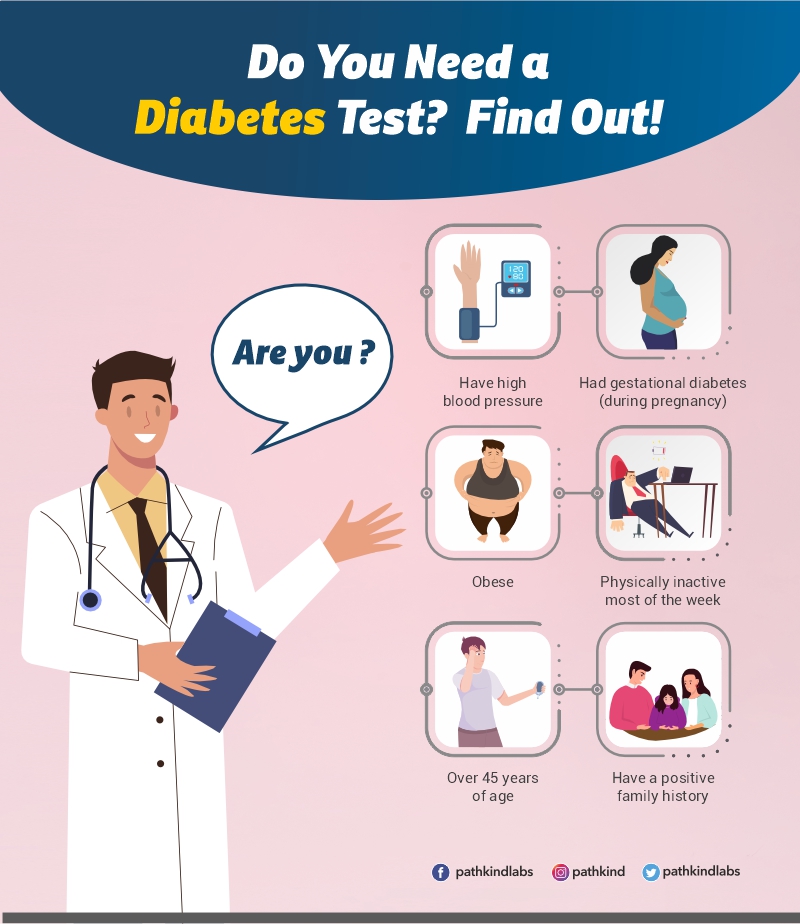 Do You Need a
Diabetes Test? Find Out!
Are you ?
120
80
Have high
blood pressure
Had gestational diabetes
(during pregnancy)
Obese
Physically inactive
most of the week
Over 45 years
of age
Have a positive
family history
pathkindlabs
pathkind
pathkindlabs